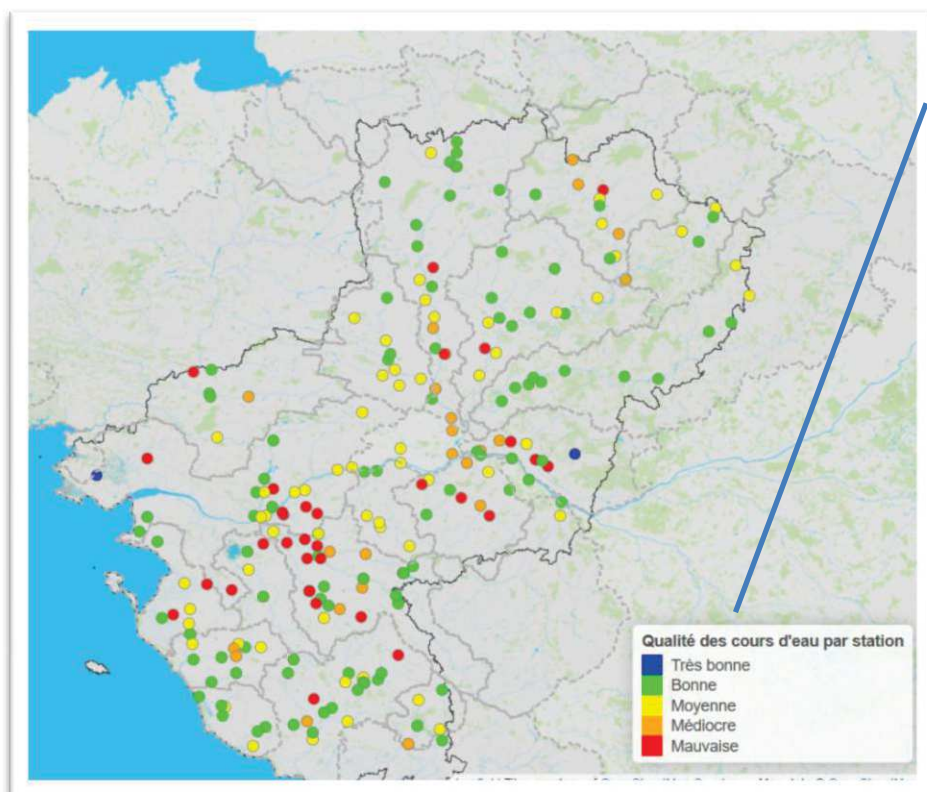 Qualité des cours d'eau par station
Très bonne
Bonne
Moyenne
Médiocre
Mauvaise